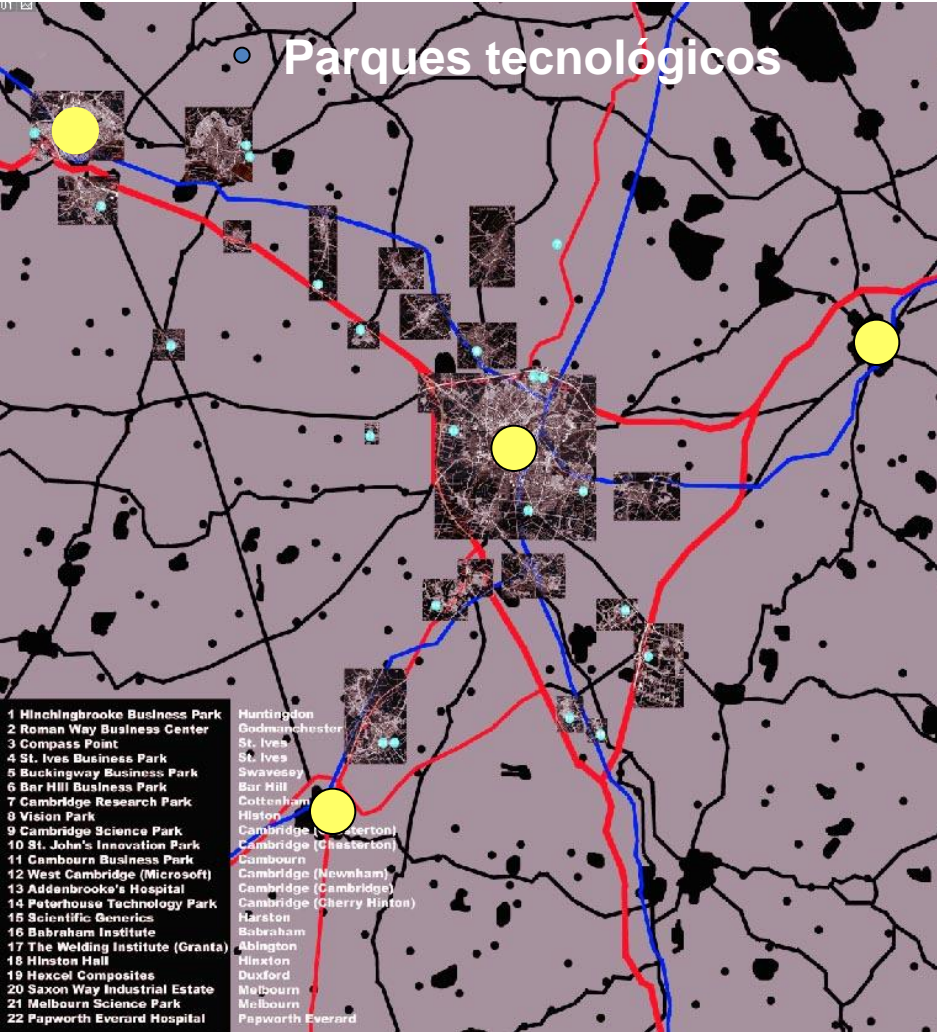 Parques tecnológicos
1 Hinchingbrooke Business Park Huntingdon
2 Roman Way Business Center Godmanchester
3 Compass Point St. Ives
4 St. Ives Business Park St. Ives
5 Buckingway Business Park Swavesey
6 Bar Hill Business Park Bar Hill
7 Cambridge Research Park Cottenham
8 Vision Park Histon
9 Cambridge Science Park Cambridge (Chesterton)
10 St. John's Innovation Park Cambridge (Chesterton)
11 Cambourn Business Park Cambourn
12 West Cambridge (Microsoft) Cambridge (Newnham)
13 Addenbrooke's Hospital Cambridge (Cambridge)
14 Peterhouse Technology Park Cambridge (Cherry Hinton)
15 Scientific Generics Harston
16 Babraham Institute Babraham
17 The Welding Institute (Granta) Abington
18 Hinston Hall Hinxton
19 Hexcel Composites Duxford
20 Saxon Way Industrial Estate Melbourn
21 Melbourn Science Park Melbourn
22 Papworth Everard Hospital Papworth Everard